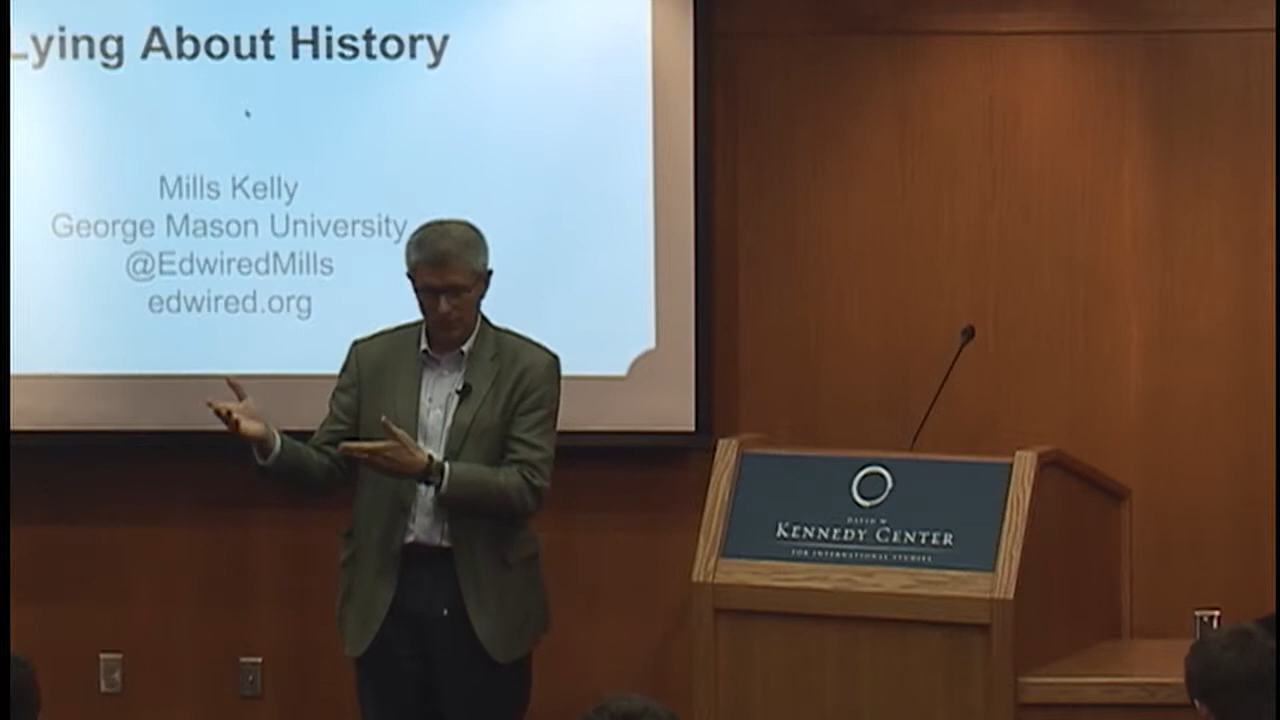 Lying About History
Mills Kelly
George Mason University
@EdwiredMills
edwired.org
DAVID M
KENNEDY CENTER
FOR INTERNATIONAL STUDIES